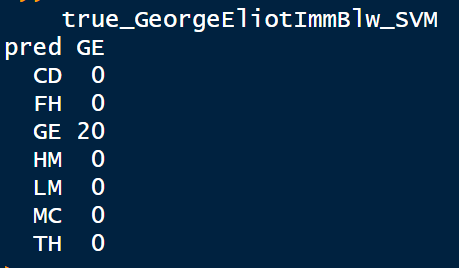 true_GeorgeEliotImmBlw_SVM
pred GE
CD 0
FH 0
GE 20
HM 0
LM 0
MC 0
TH 0